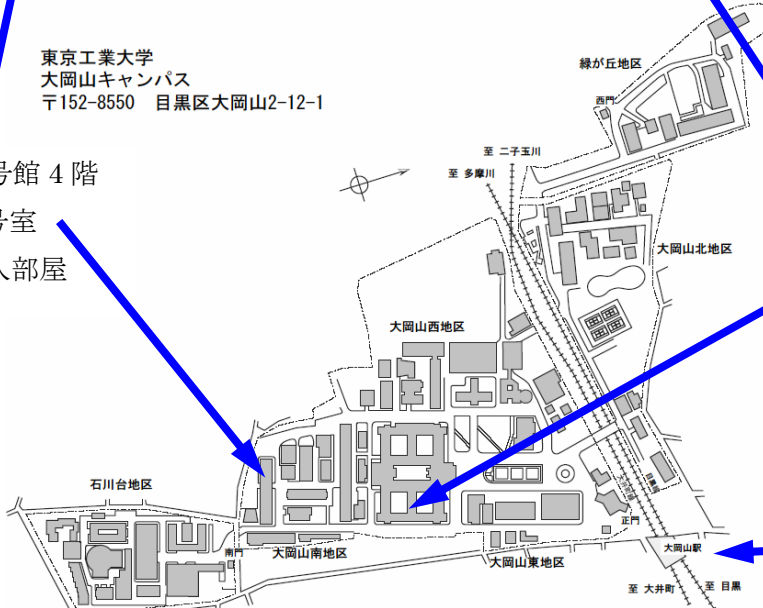 東京工業大学
大岡山キャンパス
〒152-8550 目黒区大岡山2-12-1
緑が丘地区
西門
至 二子玉川
至 多摩川
号館 4 階
号室
人部屋
大岡山北地区
大岡山西地区
石川台地区
南門
大岡山南地区
大岡山東地区
正門
目黒線
大岡山駅
至 大井町
至 目黒